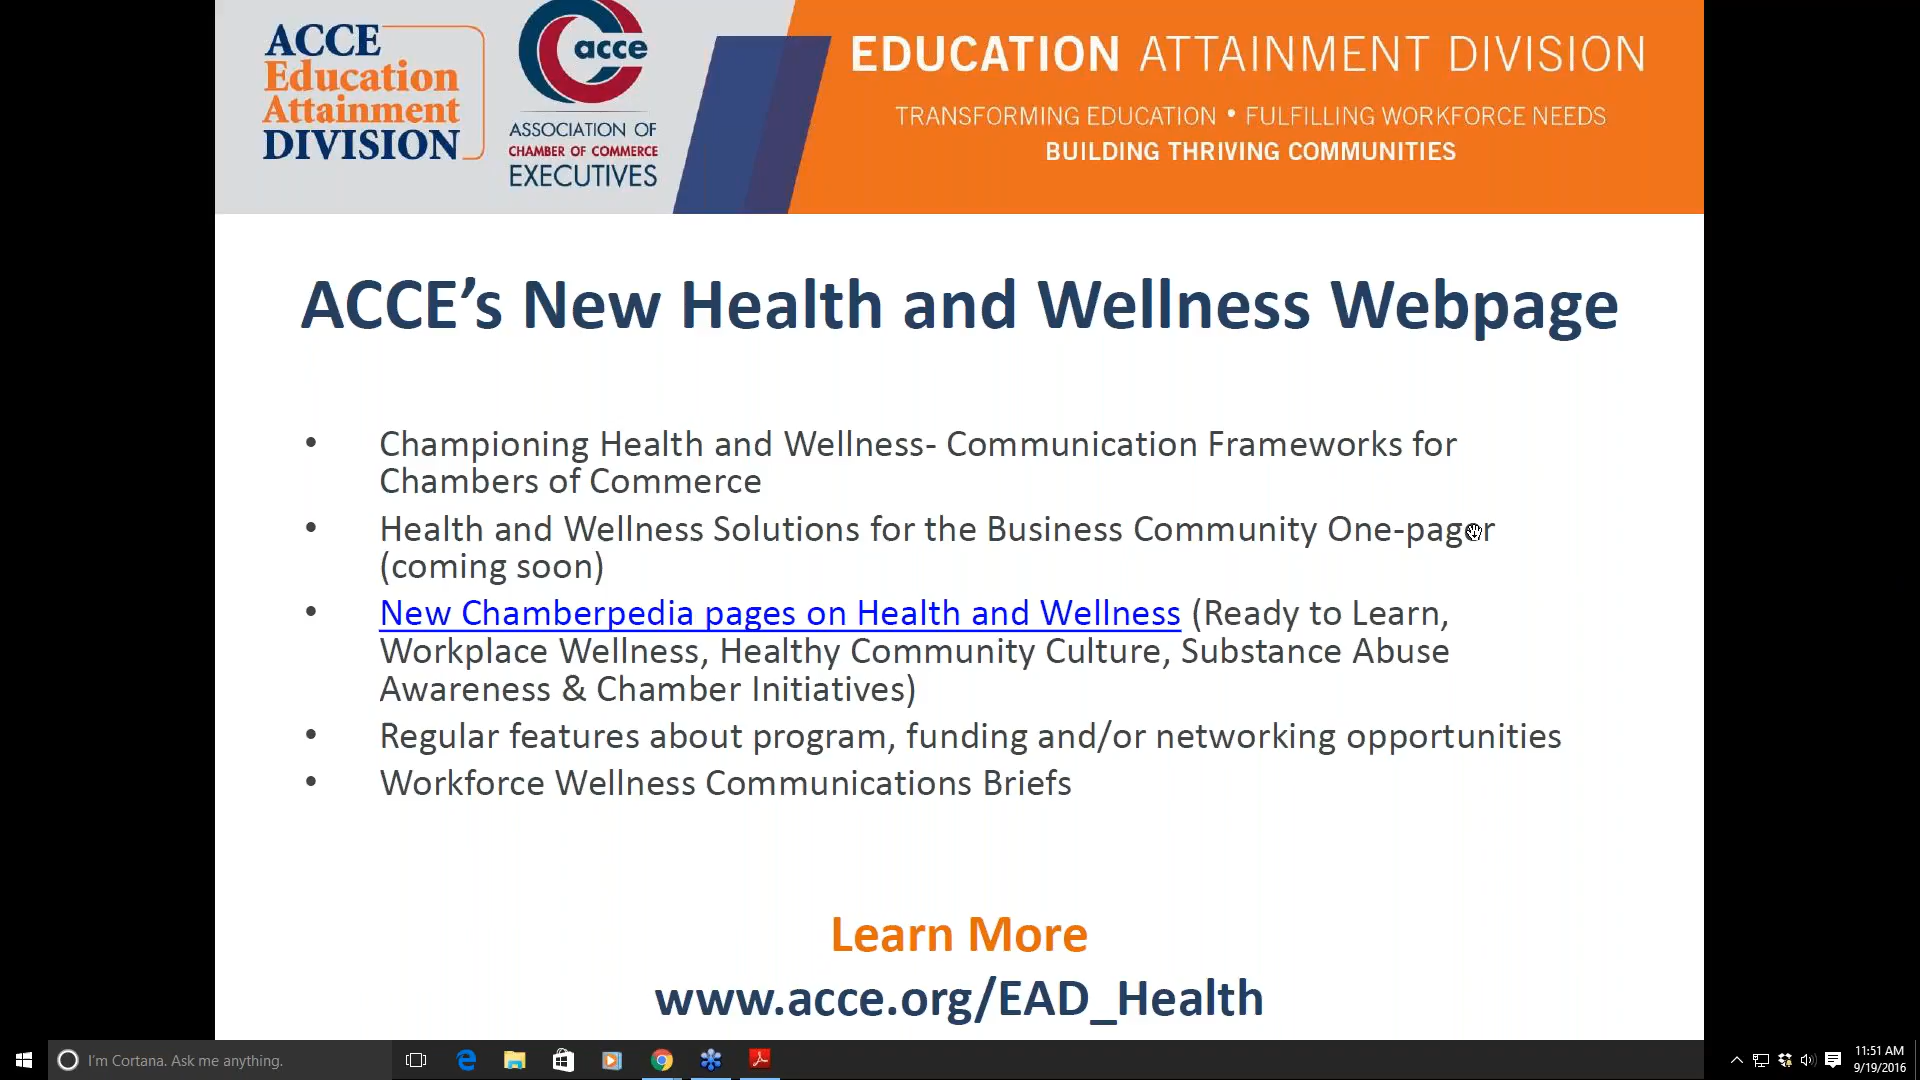 ACCE
Education
Attainment
DIVISION
acce
ASSOCIATION OF
CHAMBER OF COMMERCE
EXECUTIVES
EDUCATION ATTAINMENT DIVISION
TRANSFORMING EDUCATION • FULFILLING WORKFORCE NEEDS
BUILDING THRIVING COMMUNITIES
ACCE’s New Health and Wellness Webpage
• Championing Health and Wellness- Communication Frameworks for
Chambers of Commerce
• Health and Wellness Solutions for the Business Community One-pager
(coming soon)
• New Chamberpedia pages on Health and Wellness (Ready to Learn,
Workplace Wellness, Healthy Community Culture, Substance Abuse
Awareness & Chamber Initiatives)
• Regular features about program, funding and/or networking opportunities
• Workforce Wellness Communications Briefs
Learn More
www.acce.org/EAD_Health
I'm Cortana. Ask me anything.
11:51 AM
9/19/2016